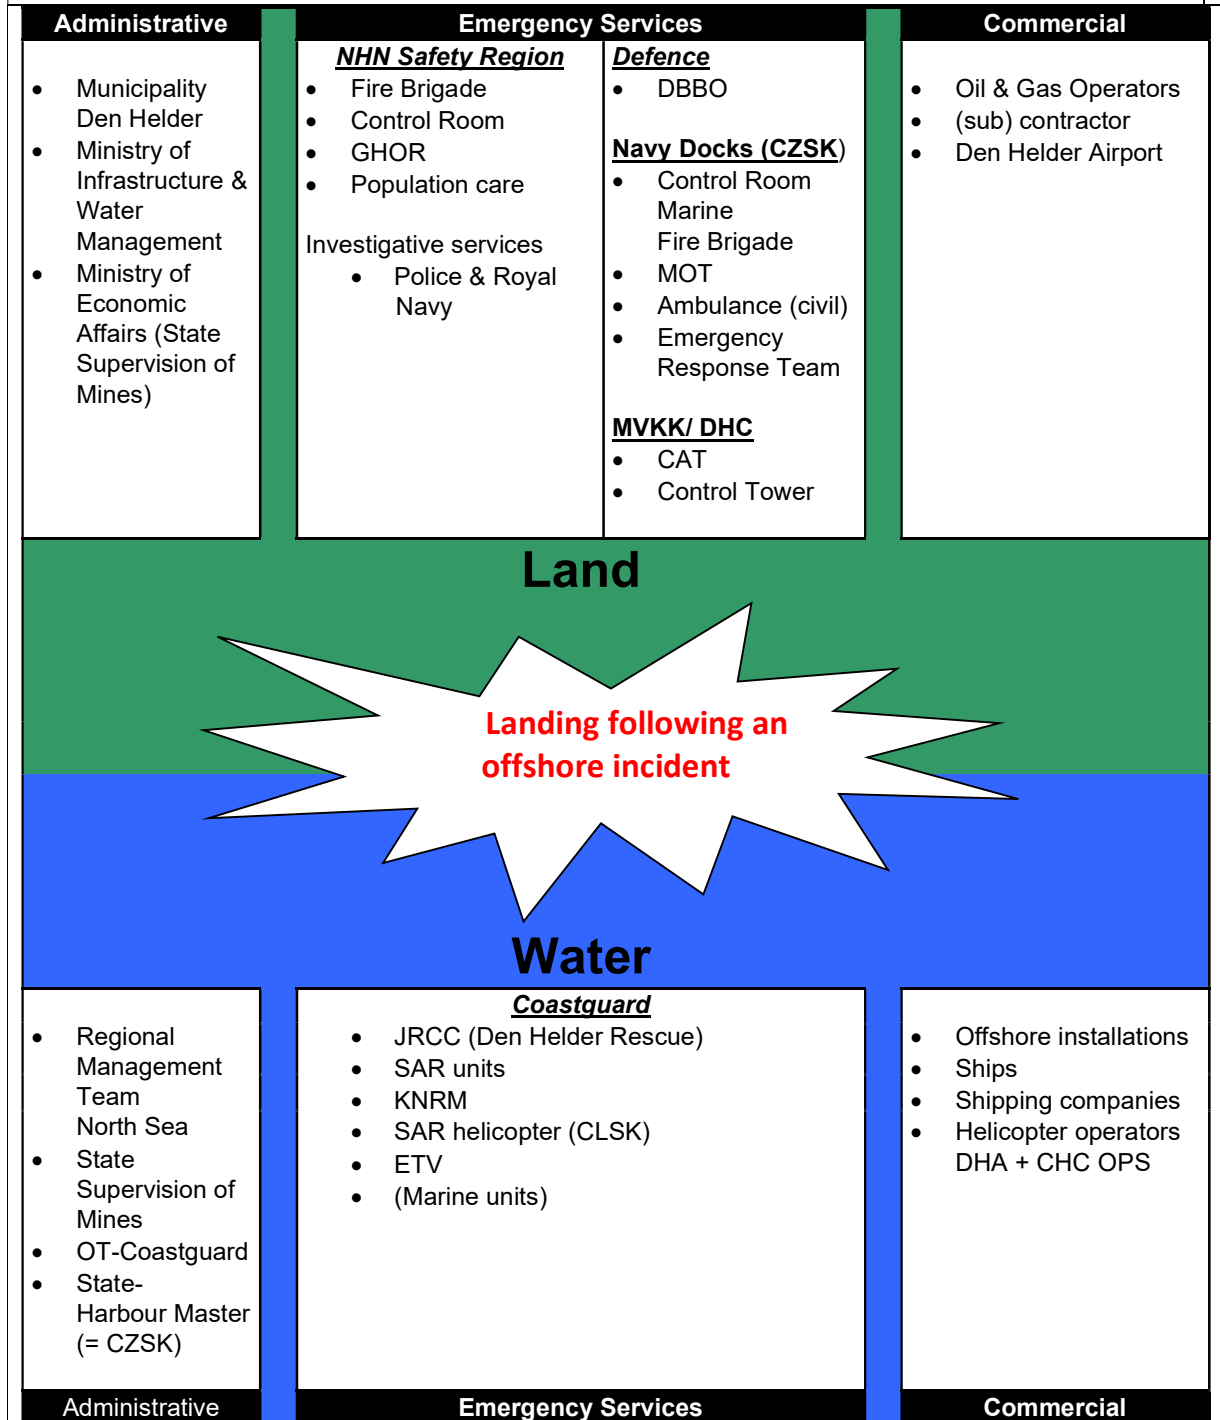 Administrative
Municipality
Den Helder
Ministry of
Infrastructure &
Water
Management
Ministry of
Economic
Affairs (State
Supervision of
Mines)
Emergency Services
NHN Safety Region
Fire Brigade
Control Room
GHOR
Population care
Investigative services
Police & Royal
Navy
Defence
DBBO
Navy Docks (CZSK)
Control Room
Marine
Fire Brigade
MOT
Ambulance (civil)
Emergency
Response Team
MVKK/ DHC
CAT
Control Tower
Commercial
Oil & Gas Operators
(sub) contractor
Den Helder Airport
Land
Landing following an
offshore incident
Water
Regional
Management
Team
North Sea
State
Supervision of
Mines
OT-Coastguard
State-
Harbour Master
(= CZSK)
Administrative
Coastguard
JRCC (Den Helder Rescue)
SAR units
KNRM
SAR helicopter (CLSK)
ETV
(Marine units)
Emergency Services
Offshore installations
Ships
Shipping companies
Helicopter operators
DHA + CHC OPS
Commercial